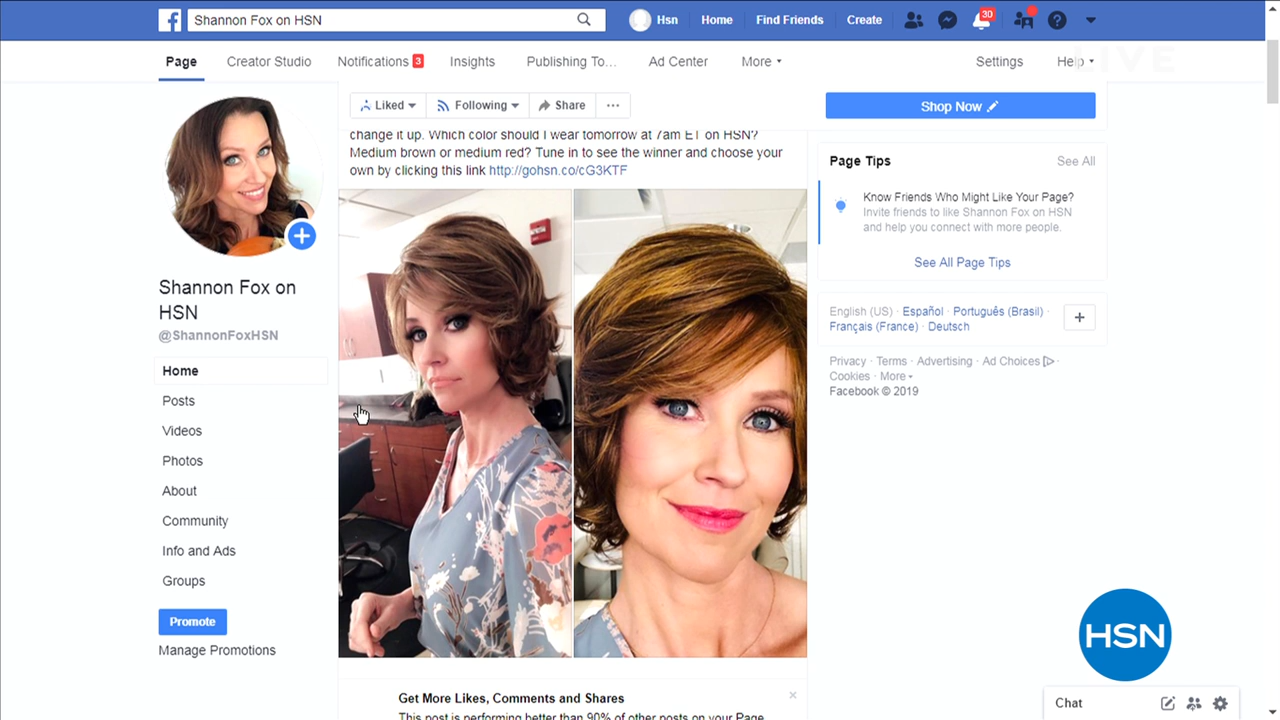 Shannon Fox on HSN
Hsn Home Find Friends Create 30
LIVE
Page Creator Studio Notifications 3 Insights Publishing To... Ad Center More Settings Help
Liked Following Share ... Shop Now
change it up. Which color should I wear tomorrow at 7am ET on HSN?
Medium brown or medium red? Tune in to see the winner and choose your
own by clicking this link http://gohsn.co/cG3KTF
Shannon Fox on
HSN
@ShannonFoxHSN
Home
Posts
Videos
Photos
About
Community
Info and Ads
Groups
Promote
Manage Promotions
Page Tips See All
Know Friends Who Might Like Your Page?
Invite friends to like Shannon Fox on HSN
and help you connect with more people.
See All Page Tips
English (US) · Español · Português (Brasil) ·
Français (France) · Deutsch
Privacy · Terms · Advertising · Ad Choices ·
Cookies · More
Facebook © 2019
Get More Likes, Comments and Shares
This post is performing better than 90% of other posts on your Page.
HSN
Chat